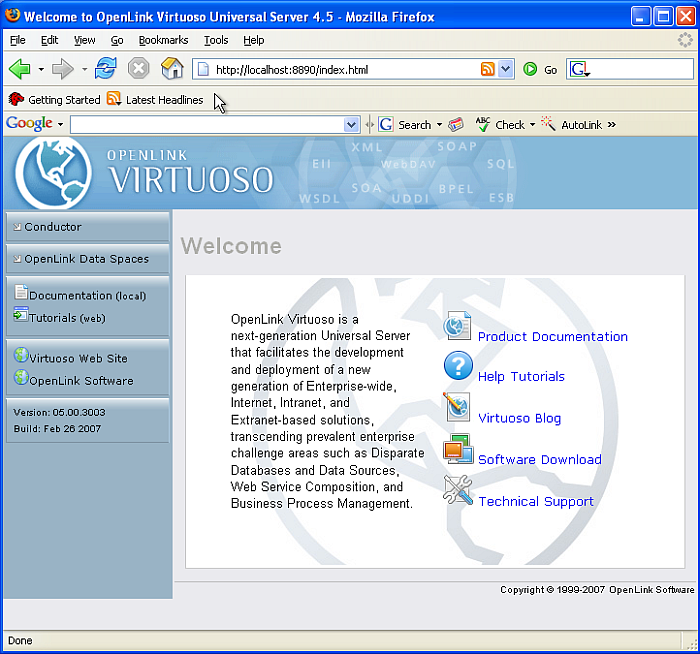 Welcome to OpenLink Virtuoso Universal Server 4.5 - Mozilla Firefox
File Edit View Go Bookmarks Tools Help
http://localhost:8890/index.html Go G
Getting Started Latest Headlines
Google G Search ABC Check AutoLink »
OPENLINK
VIRTUOSO
XML SOAP
EII WebDAV SQL
SOA BPEL
WSDL UDDI ESB
Conductor
OpenLink Data Spaces
Documentation (local)
Tutorials (web)
Virtuoso Web Site
OpenLink Software
Version: 05.00.3003
Build: Feb 26 2007
Welcome
OpenLink Virtuoso is a
next-generation Universal Server
that facilitates the development
and deployment of a new
generation of Enterprise-wide,
Internet, Intranet, and
Extranet-based solutions,
transcending prevalent enterprise
challenge areas such as Disparate
Databases and Data Sources,
Web Service Composition, and
Business Process Management.
Product Documentation
? Help Tutorials
Virtuoso Blog
Software Download
Technical Support
Copyright © 1999-2007 OpenLink Software
Done